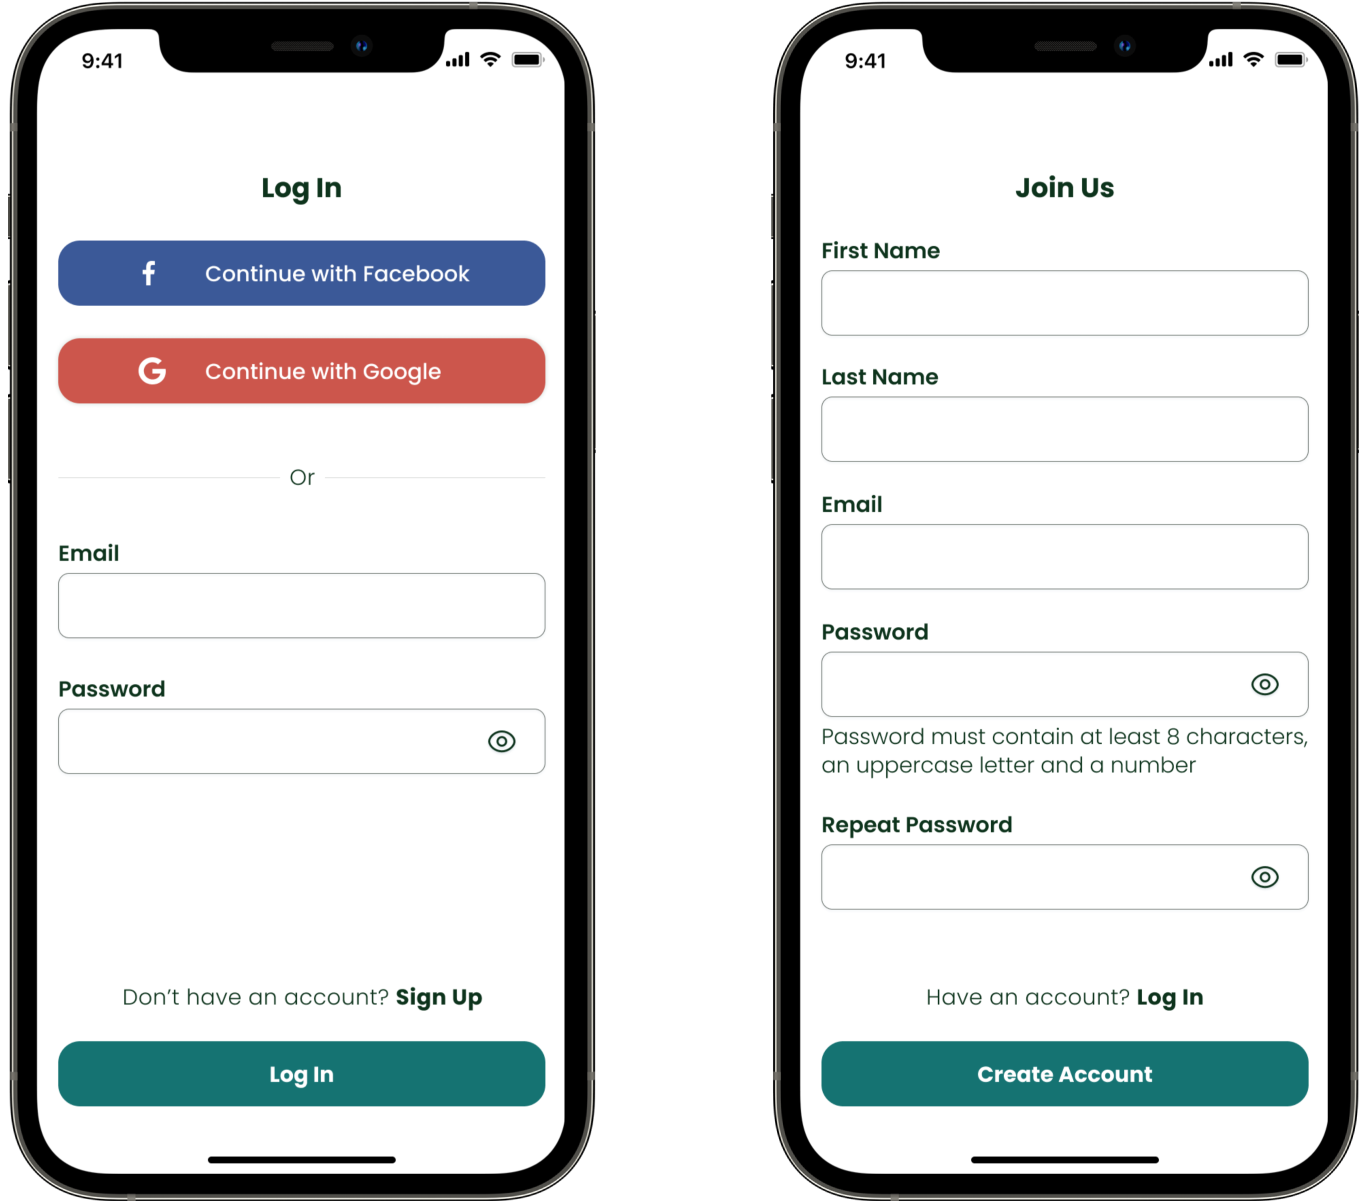 9:41
Log In
Continue with Facebook
Continue with Google
Or
Email
Password
Don't have an account? Sign Up
Log In
9:41
Join Us
First Name
Last Name
Email
Password
Password must contain at least 8 characters,
an uppercase letter and a number
Repeat Password
Have an account? Log In
Create Account